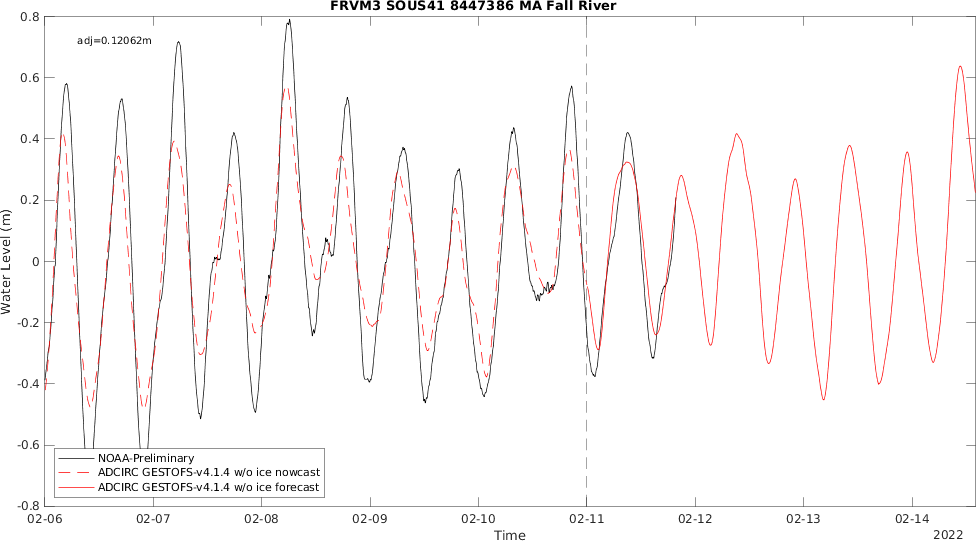 FRVM3 SOUS41 8447386 MA Fall River
adj=0.12062m
Water Level (m)
0.8
0.6
0.4
0.2
0
-0.2
-0.4
-0.6
-0.8
NOAA-Preliminary
ADCIRC GESTOFS-v4.1.4 w/o ice nowcast
ADCIRC GESTOFS-v4.1.4 w/o ice forecast
02-06 02-07 02-08 02-09 02-10 02-11 02-12 02-13 02-14
Time
2022